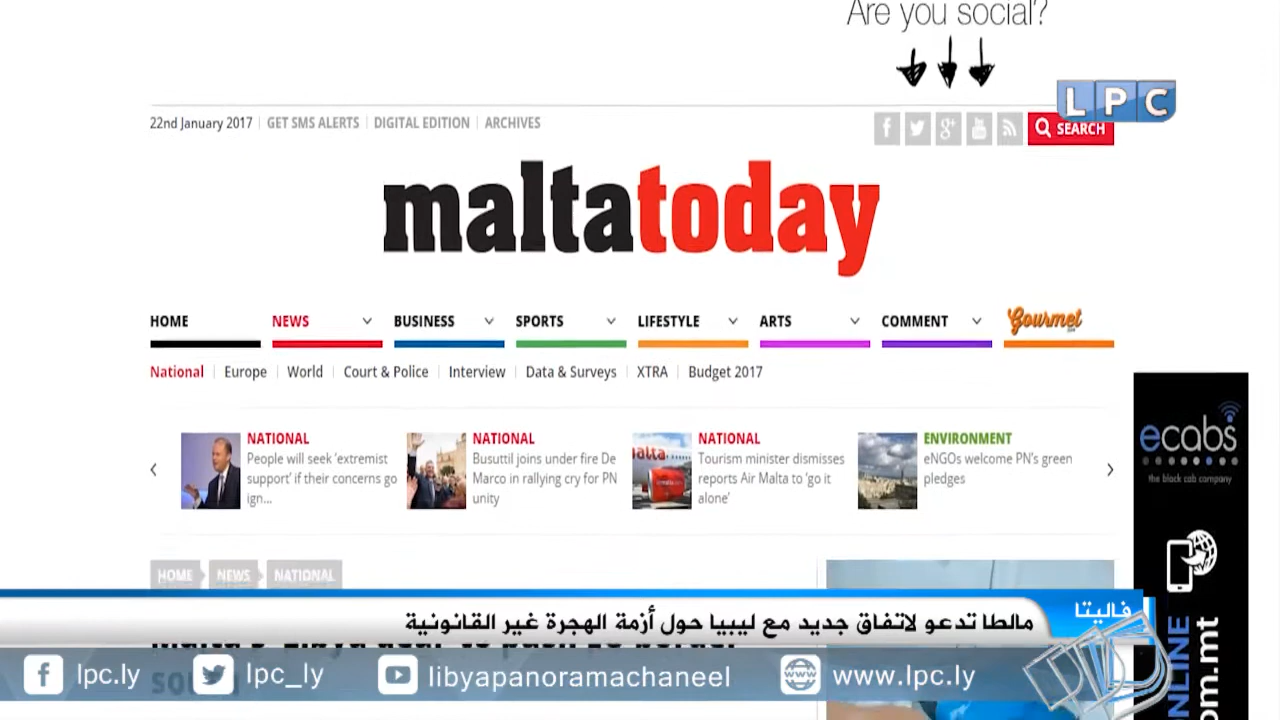 Are you social?
LPC
22nd January 2017 GET SMS ALERTS DIGITAL EDITION ARCHIVES
SEARCH
maltatoday
HOME NEWS BUSINESS SPORTS LIFESTYLE ARTS COMMENT Gourmet
National Europe World Court & Police Interview Data & Surveys XTRA Budget 2017
NATIONAL
People will seek 'extremist
support' if their concerns go
ign...
NATIONAL
Busuttil joins under fire De
Marco in rallying cry for PN
unity
NATIONAL
Tourism minister dismisses
reports Air Malta to 'go it
alone'
ENVIRONMENT
eNGOs welcome PN's green
pledges
ecabs
the black cab company
HOME NEWS NATIONAL
فاليتا
مالطا تدعو لاتفاق جديد مع ليبيا حول أزمة الهجرة غير القانونية
lpc.ly lpc_ly libyapanoramachaneel www.lpc.ly